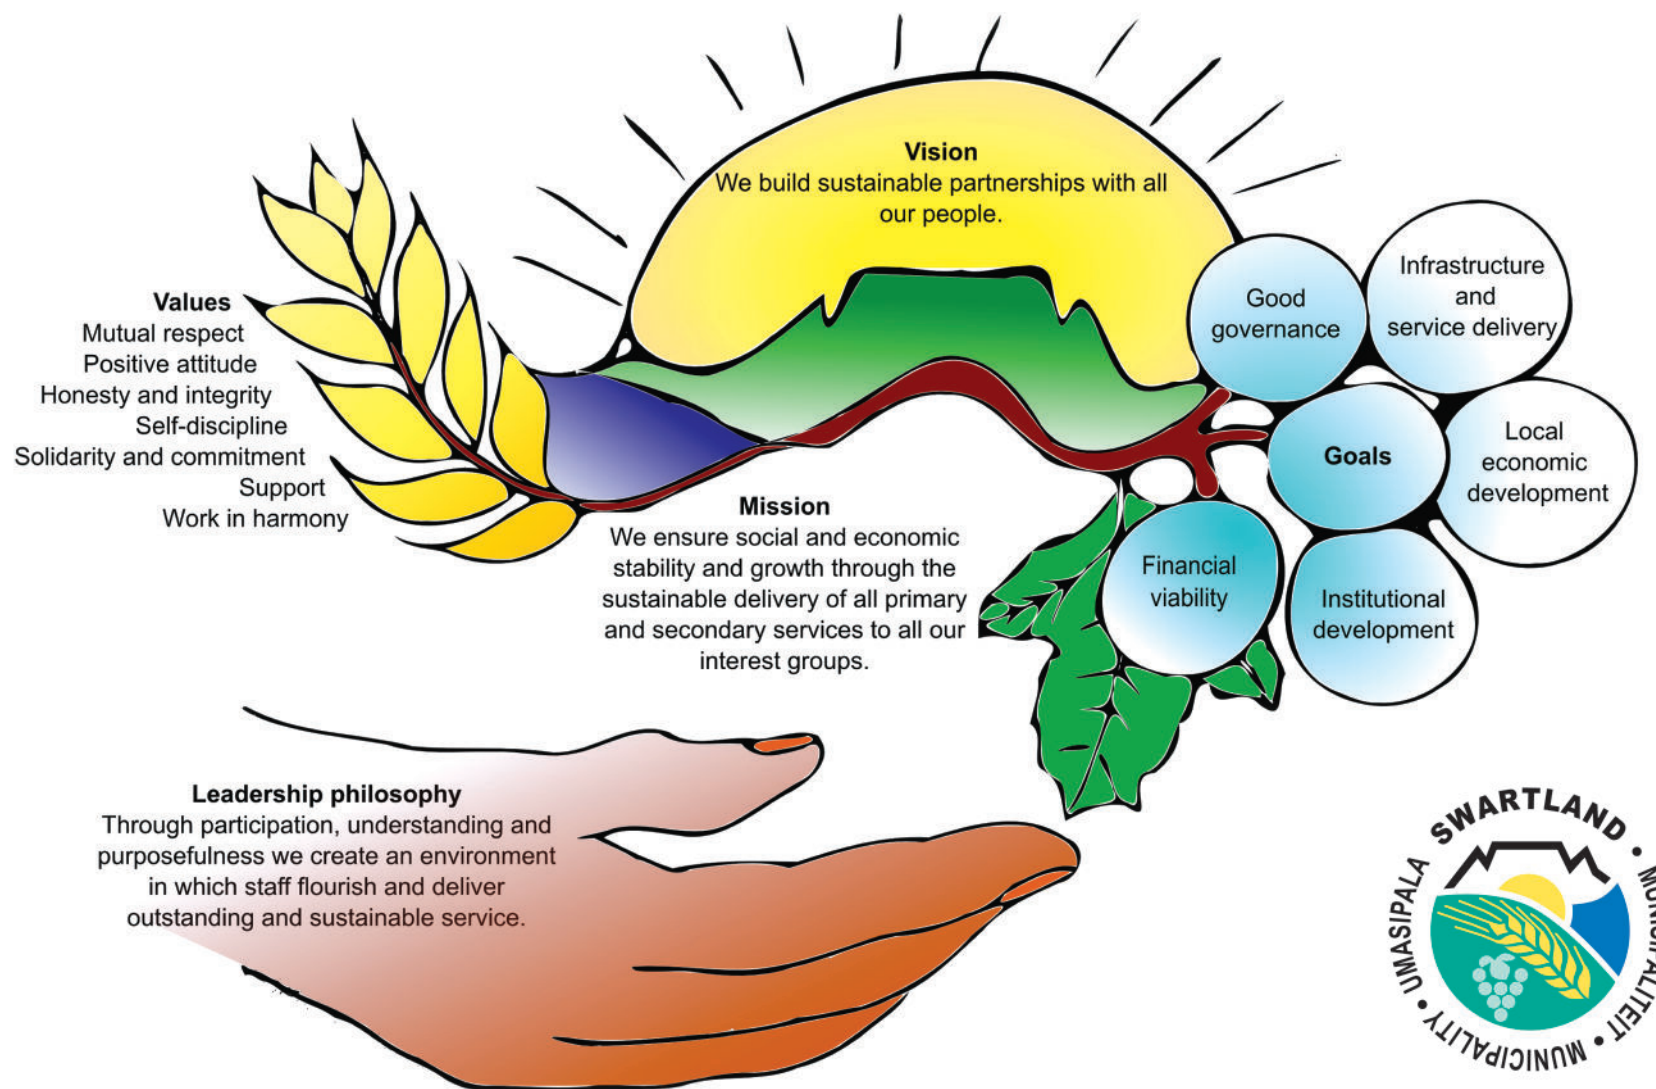 Vision
We build sustainable partnerships with all
our people.
Values
Mutual respect
Positive attitude
Honesty and integrity
Self-discipline
Solidarity and commitment
Support
Work in harmony
Mission
We ensure social and economic
stability and growth through the
sustainable delivery of all primary
and secondary services to all our
interest groups.
Good
governance
Infrastructure
and
service delivery
Goals
Local
economic
development
Financial
viability
Institutional
development
Leadership philosophy
Through participation, understanding and
purposefulness we create an environment
in which staff flourish and deliver
outstanding and sustainable service.
SWARTLAND • MUNISIPALITEIT • MUNICIPALITY • UMASIPALA